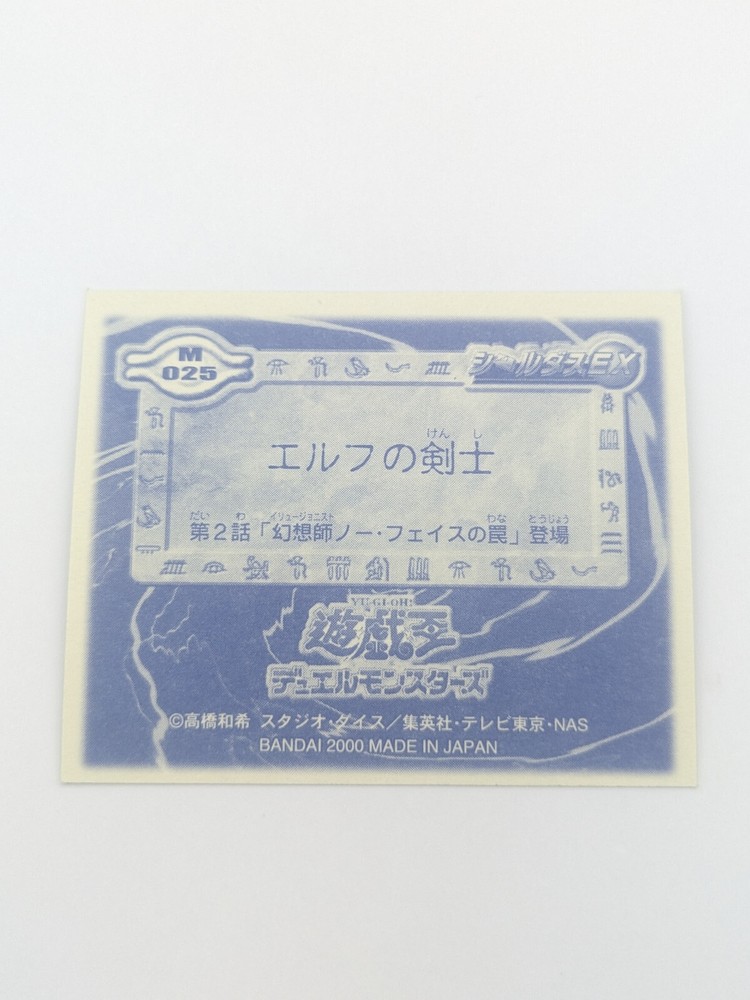 M
025
シールダスEX
けん し
エルフの剣士
だい わ イリュージョニスト わな とうじょう
第2話「幻想師ノー・フェイスの罠」登場
YU-GI-OH!
遊戯王
デュエルモンスターズ
©高橋和希 スタジオ・ダイス/集英社・テレビ東京・NAS
BANDAI 2000 MADE IN JAPAN